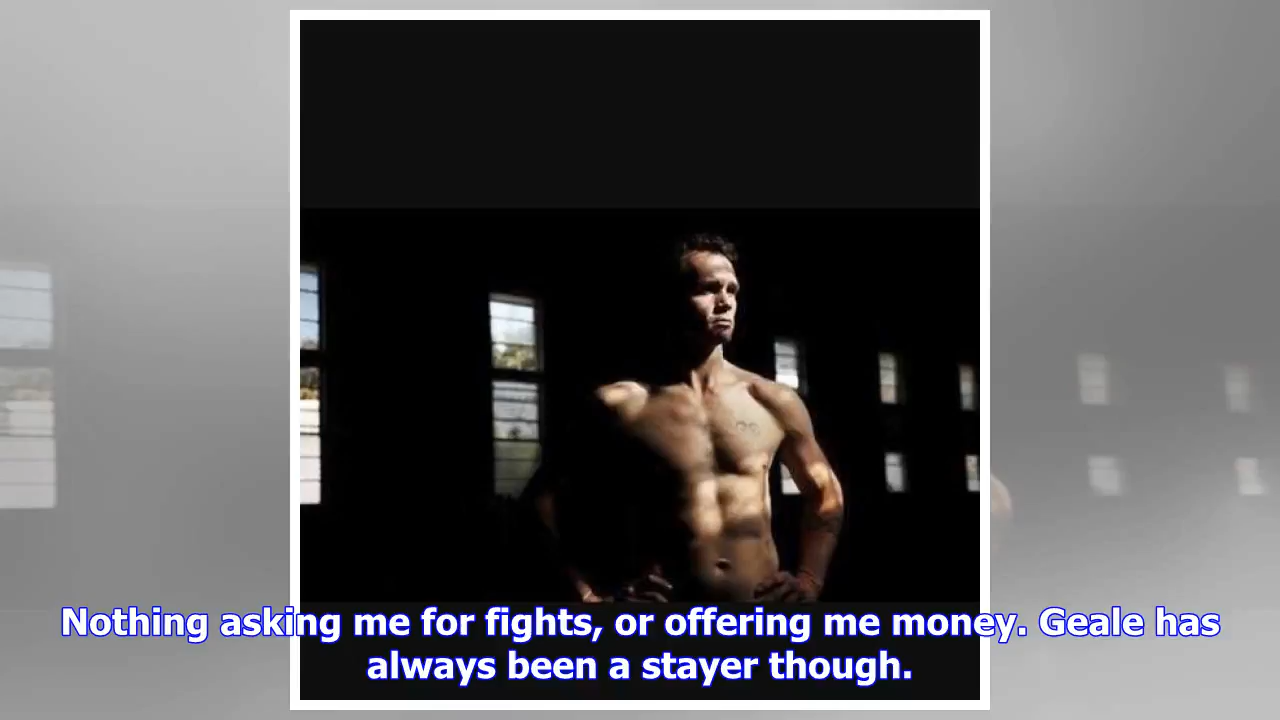 Nothing asking me for fights, or offering me money. Geale has
always been a stayer though.